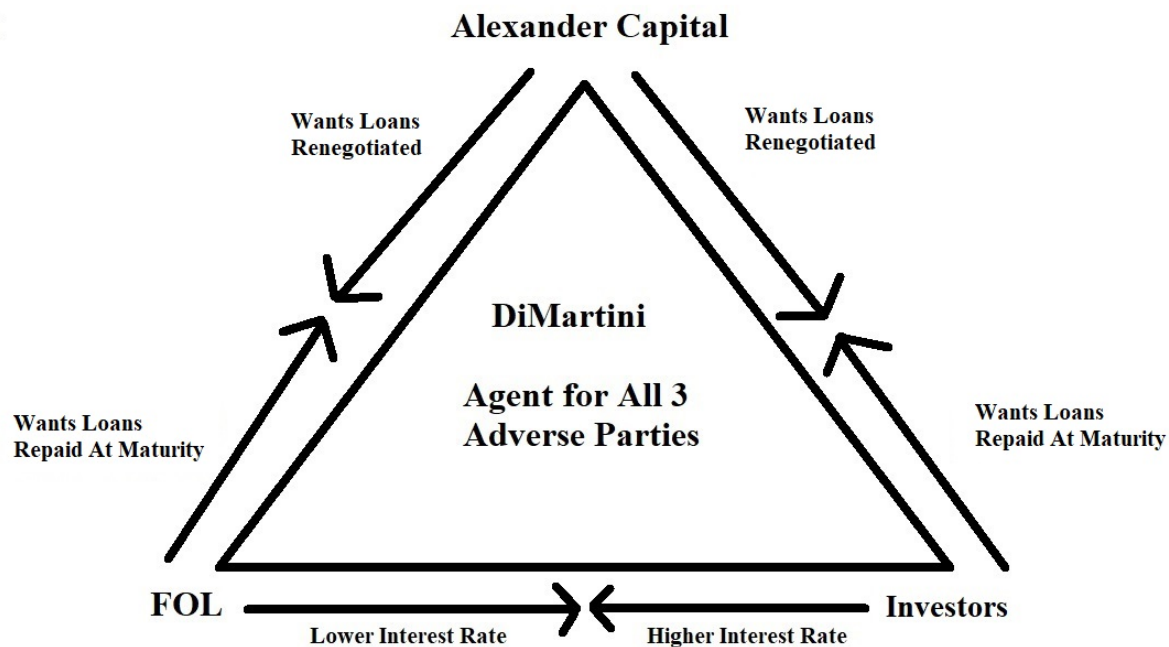 Alexander Capital
Wants Loans
Renegotiated
Wants Loans
Renegotiated
DiMartini
Agent for All 3
Adverse Parties
Wants Loans
Repaid At Maturity
Wants Loans
Repaid At Maturity
FOL
Investors
Lower Interest Rate
Higher Interest Rate